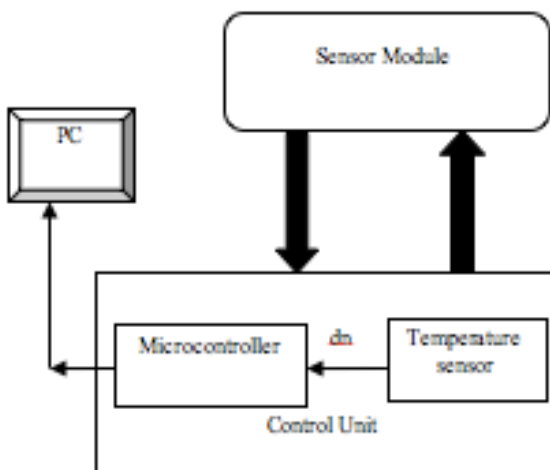 Sensor Module
PC
Microcontroller
dn
Temperature
sensor
Control Unit